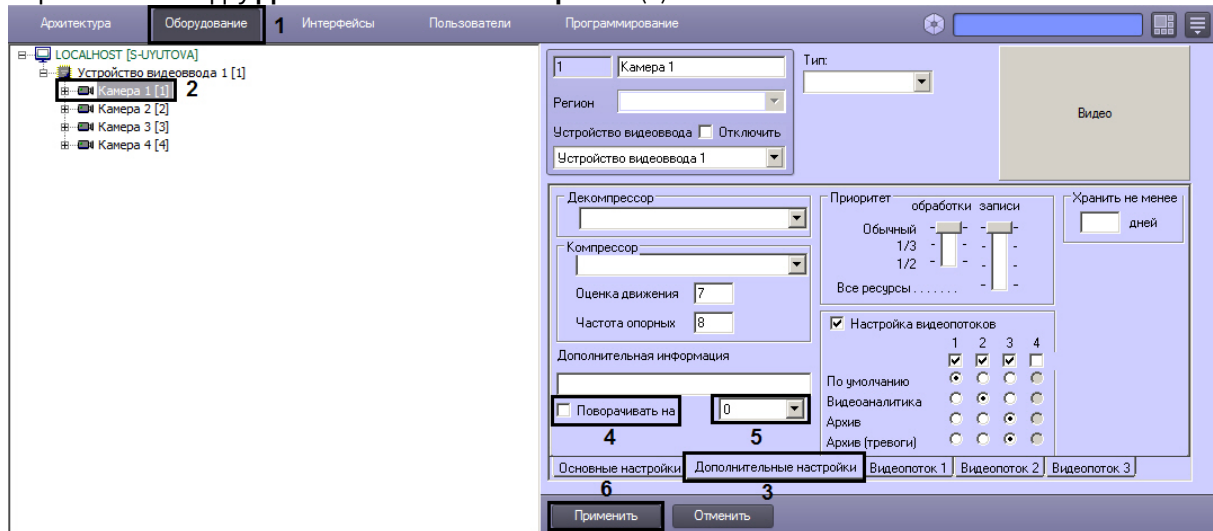 Архитектура Оборудование 1 Интерфейсы Пользователи Программирование
LOCALHOST [S-UYUTOVA]
Устройство видеоввода 1 [1]
Камера 1 [1] 2
Камера 2 [2]
Камера 3 [3]
Камера 4 [4]
1 Камера 1
Тип:
Регион
Устройство видеоввода Отключить
Устройство видеоввода 1
Видео
Декомпрессор
Компрессор
Оценка движения 7
Частота опорных 8
Дополнительная информация
Поворачивать на 0
4 5
Приоритет
обработки записи
Обычный
1/3
1/2
Все ресурсы . . . . . . .
Хранить не менее
дней
Настройка видеопотоков
1 2 3 4
По умолчанию
Видеоаналитика
Архив
Архив (тревоги)
Основные настройки Дополнительные настройки Видеопоток 1 Видеопоток 2 Видеопоток 3
6 3
Применить Отменить